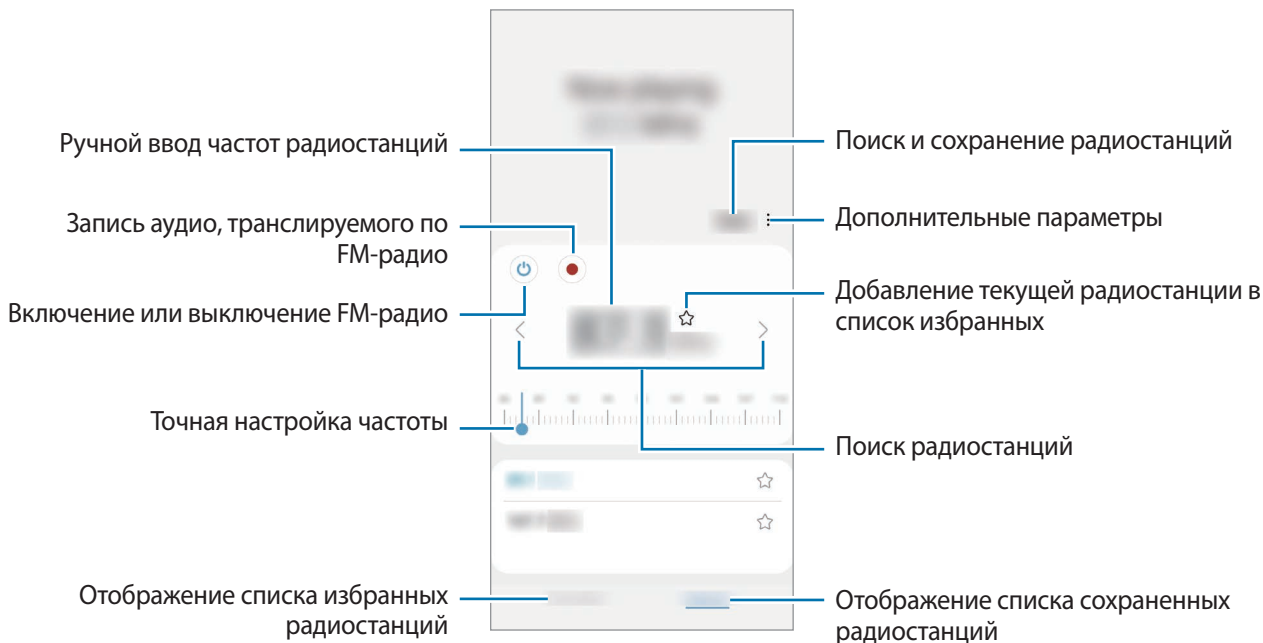 Ручной ввод частот радиостанций
Запись аудио, транслируемого по
FM-радио
Включение или выключение FM-радио
Точная настройка частоты
Отображение списка избранных
радиостанций
Поиск и сохранение радиостанций
Дополнительные параметры
Добавление текущей радиостанции в
список избранных
Поиск радиостанций
Отображение списка сохраненных
радиостанций